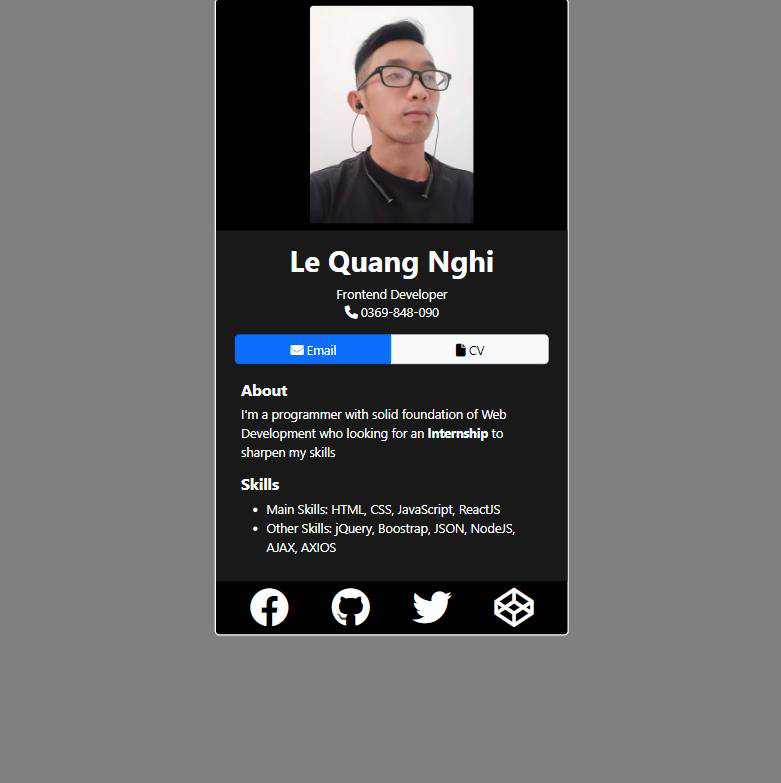 Le Quang Nghi
Frontend Developer
0369-848-090
Email
CV
About
I'm a programmer with solid foundation of Web
Development who looking for an Internship to
sharpen my skills
Skills
• Main Skills: HTML, CSS, JavaScript, ReactJS
• Other Skills: jQuery, Boostrap, JSON, NodeJS,
AJAX, AXIOS